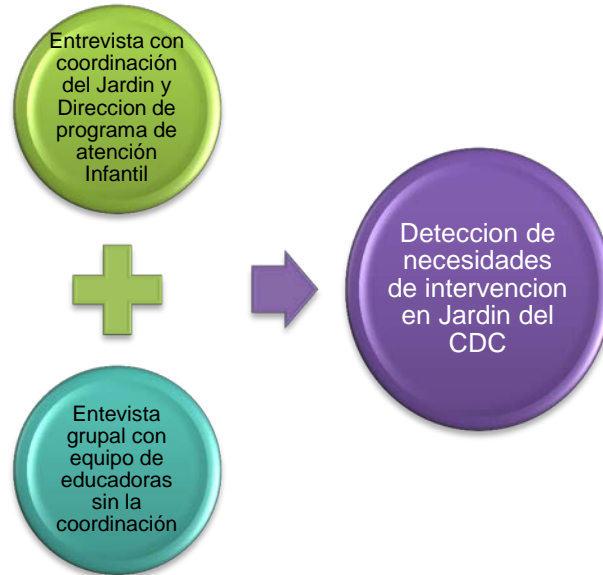 Entrevista con
coordinación
del Jardin y
Direccion de
programa de
atención
Infantil
Entevista
grupal con
equipo de
educadoras
sin la
coordinación
Deteccion de
necesidades
de intervencion
en Jardin del
CDC